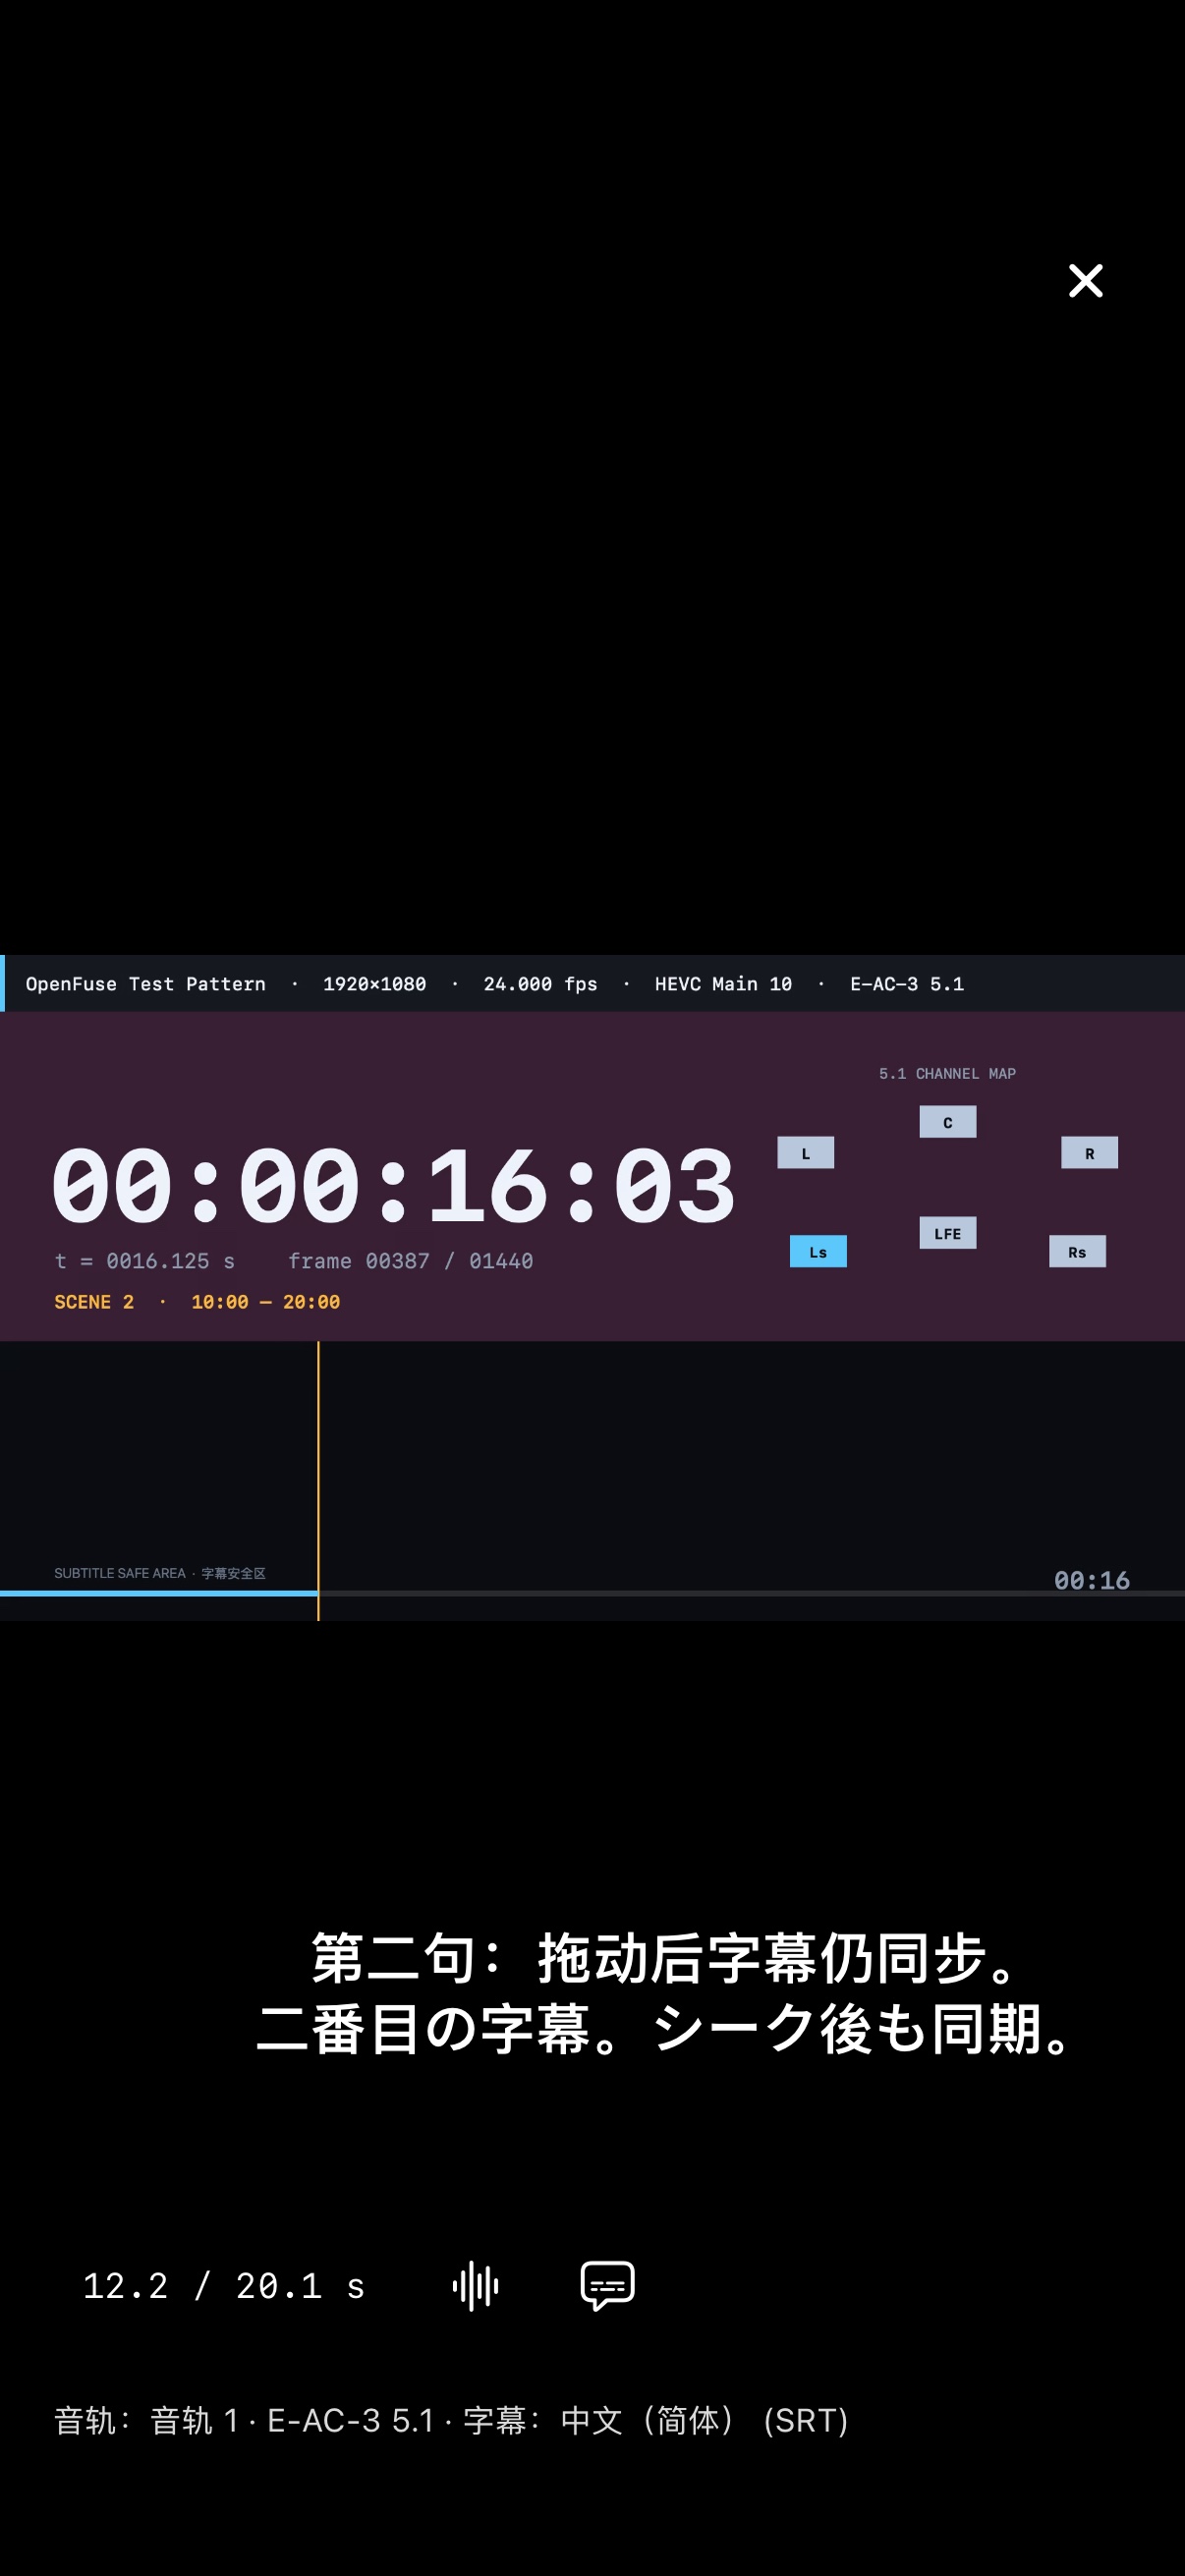 OpenFuse Test Pattern · 1920×1080 · 24.000 fps · HEVC Main 10 · E-AC-3 5.1
5.1 CHANNEL MAP
C
L
R
00:00:16:03
LFE
Ls
Rs
t = 0016.125 s frame 00387 / 01440
SCENE 2 · 10:00 — 20:00
SUBTITLE SAFE AREA · 字幕安全区
00:16
第二句：拖动后字幕仍同步。
二番目の字幕。シーク後も同期。
12.2 / 20.1 s
音轨：音轨 1 · E-AC-3 5.1 · 字幕：中文（简体） (SRT)